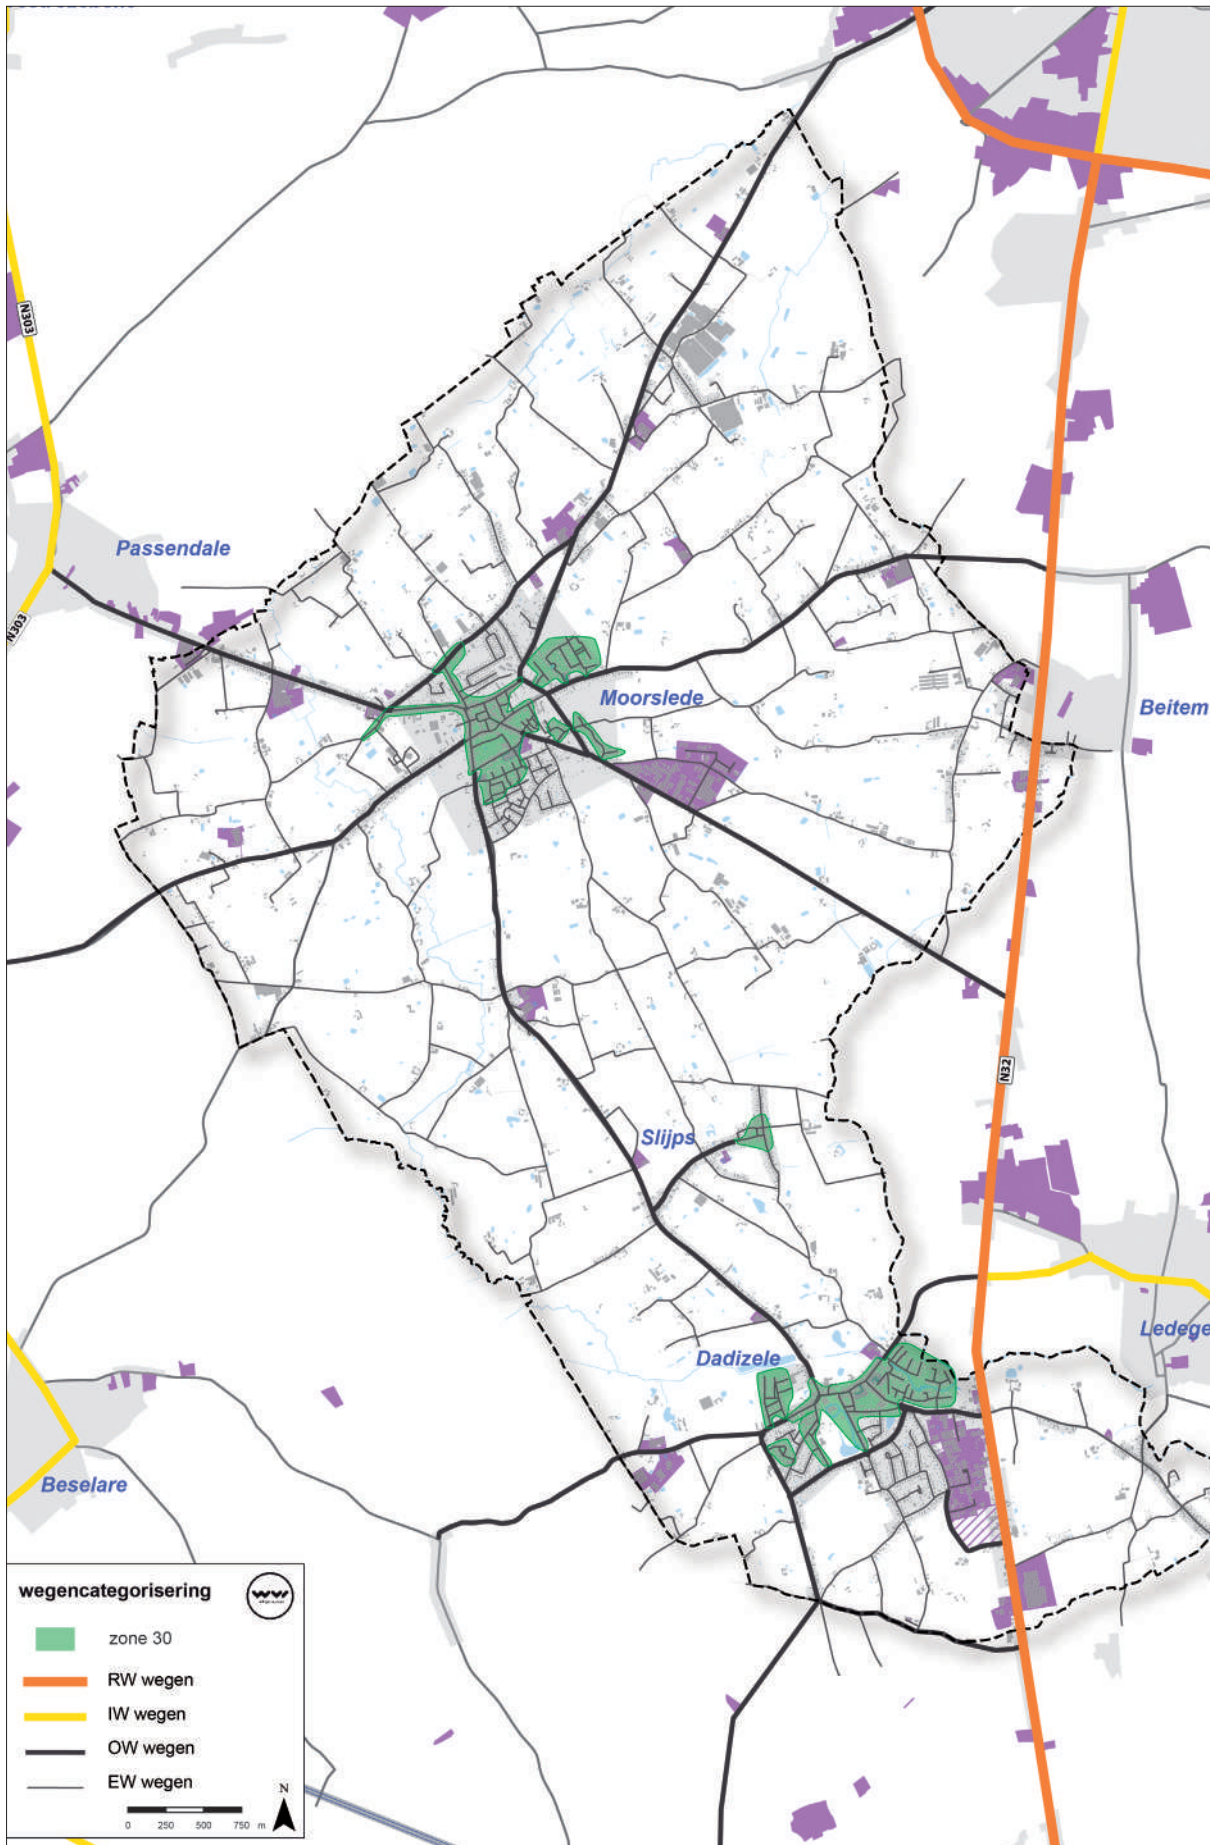 N303
Passendale
N303
Moorslede
Beitem
N32
Slijps
Dadizele
Ledege
Beselare
wegencategorisering
zone 30
RW wegen
IW wegen
OW wegen
EW wegen
N
0 250 500 750 m